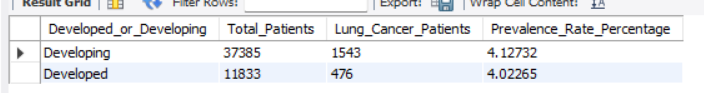 Result Grid Filter Rows: Export: Wrap Cell Content: IA
Developed_or_Developing Total_Patients Lung_Cancer_Patients Prevalence_Rate_Percentage
Developing 37385 1543 4.12732
Developed 11833 476 4.02265